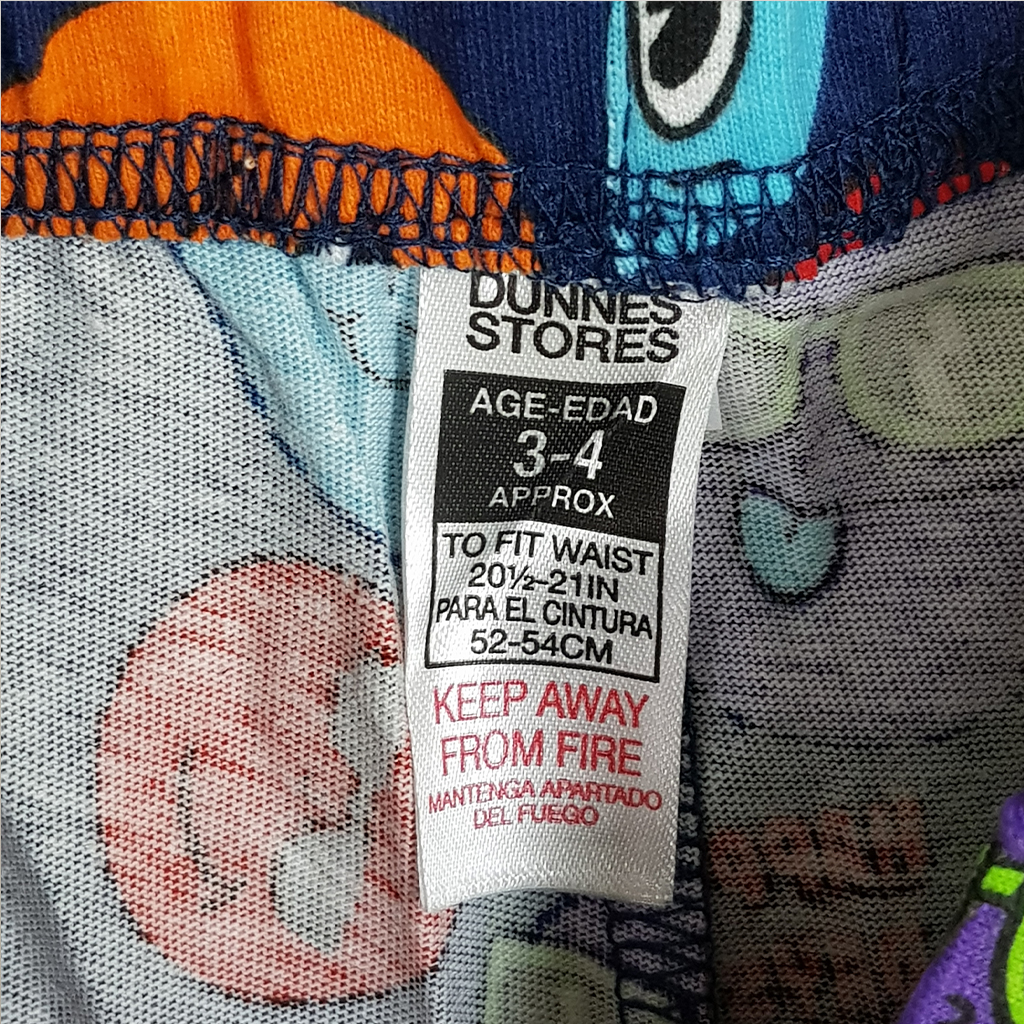 DUNNES
STORES
AGE-EDAD
3-4
APPROX
TO FIT WAIST
20½-21IN
PARA EL CINTURA
52-54CM
KEEP AWAY
FROM FIRE
MANTENGA APARTADO
DEL FUEGO